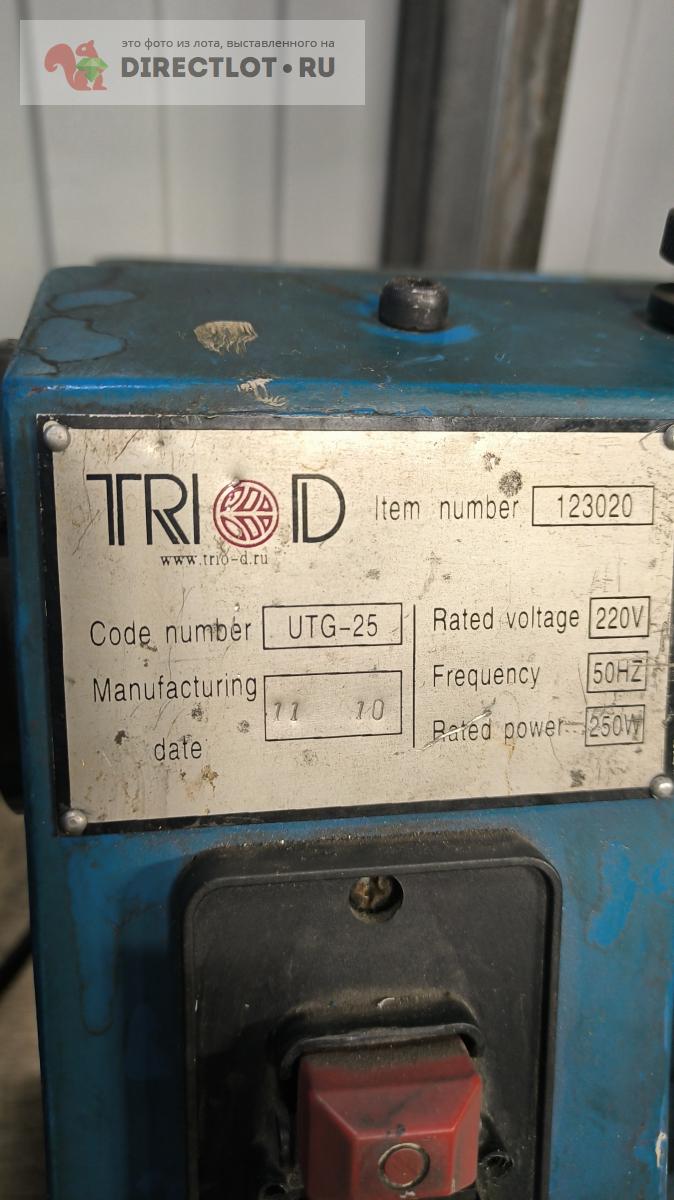 это фото из лота, выставленного на
DIRECTLOT•RU
TRIOD
www.trio-d.ru
Item number 123020
Code number UTG-25
Manufacturing date 11 10
Rated voltage 220V
Frequency 50HZ
Rated power 250W